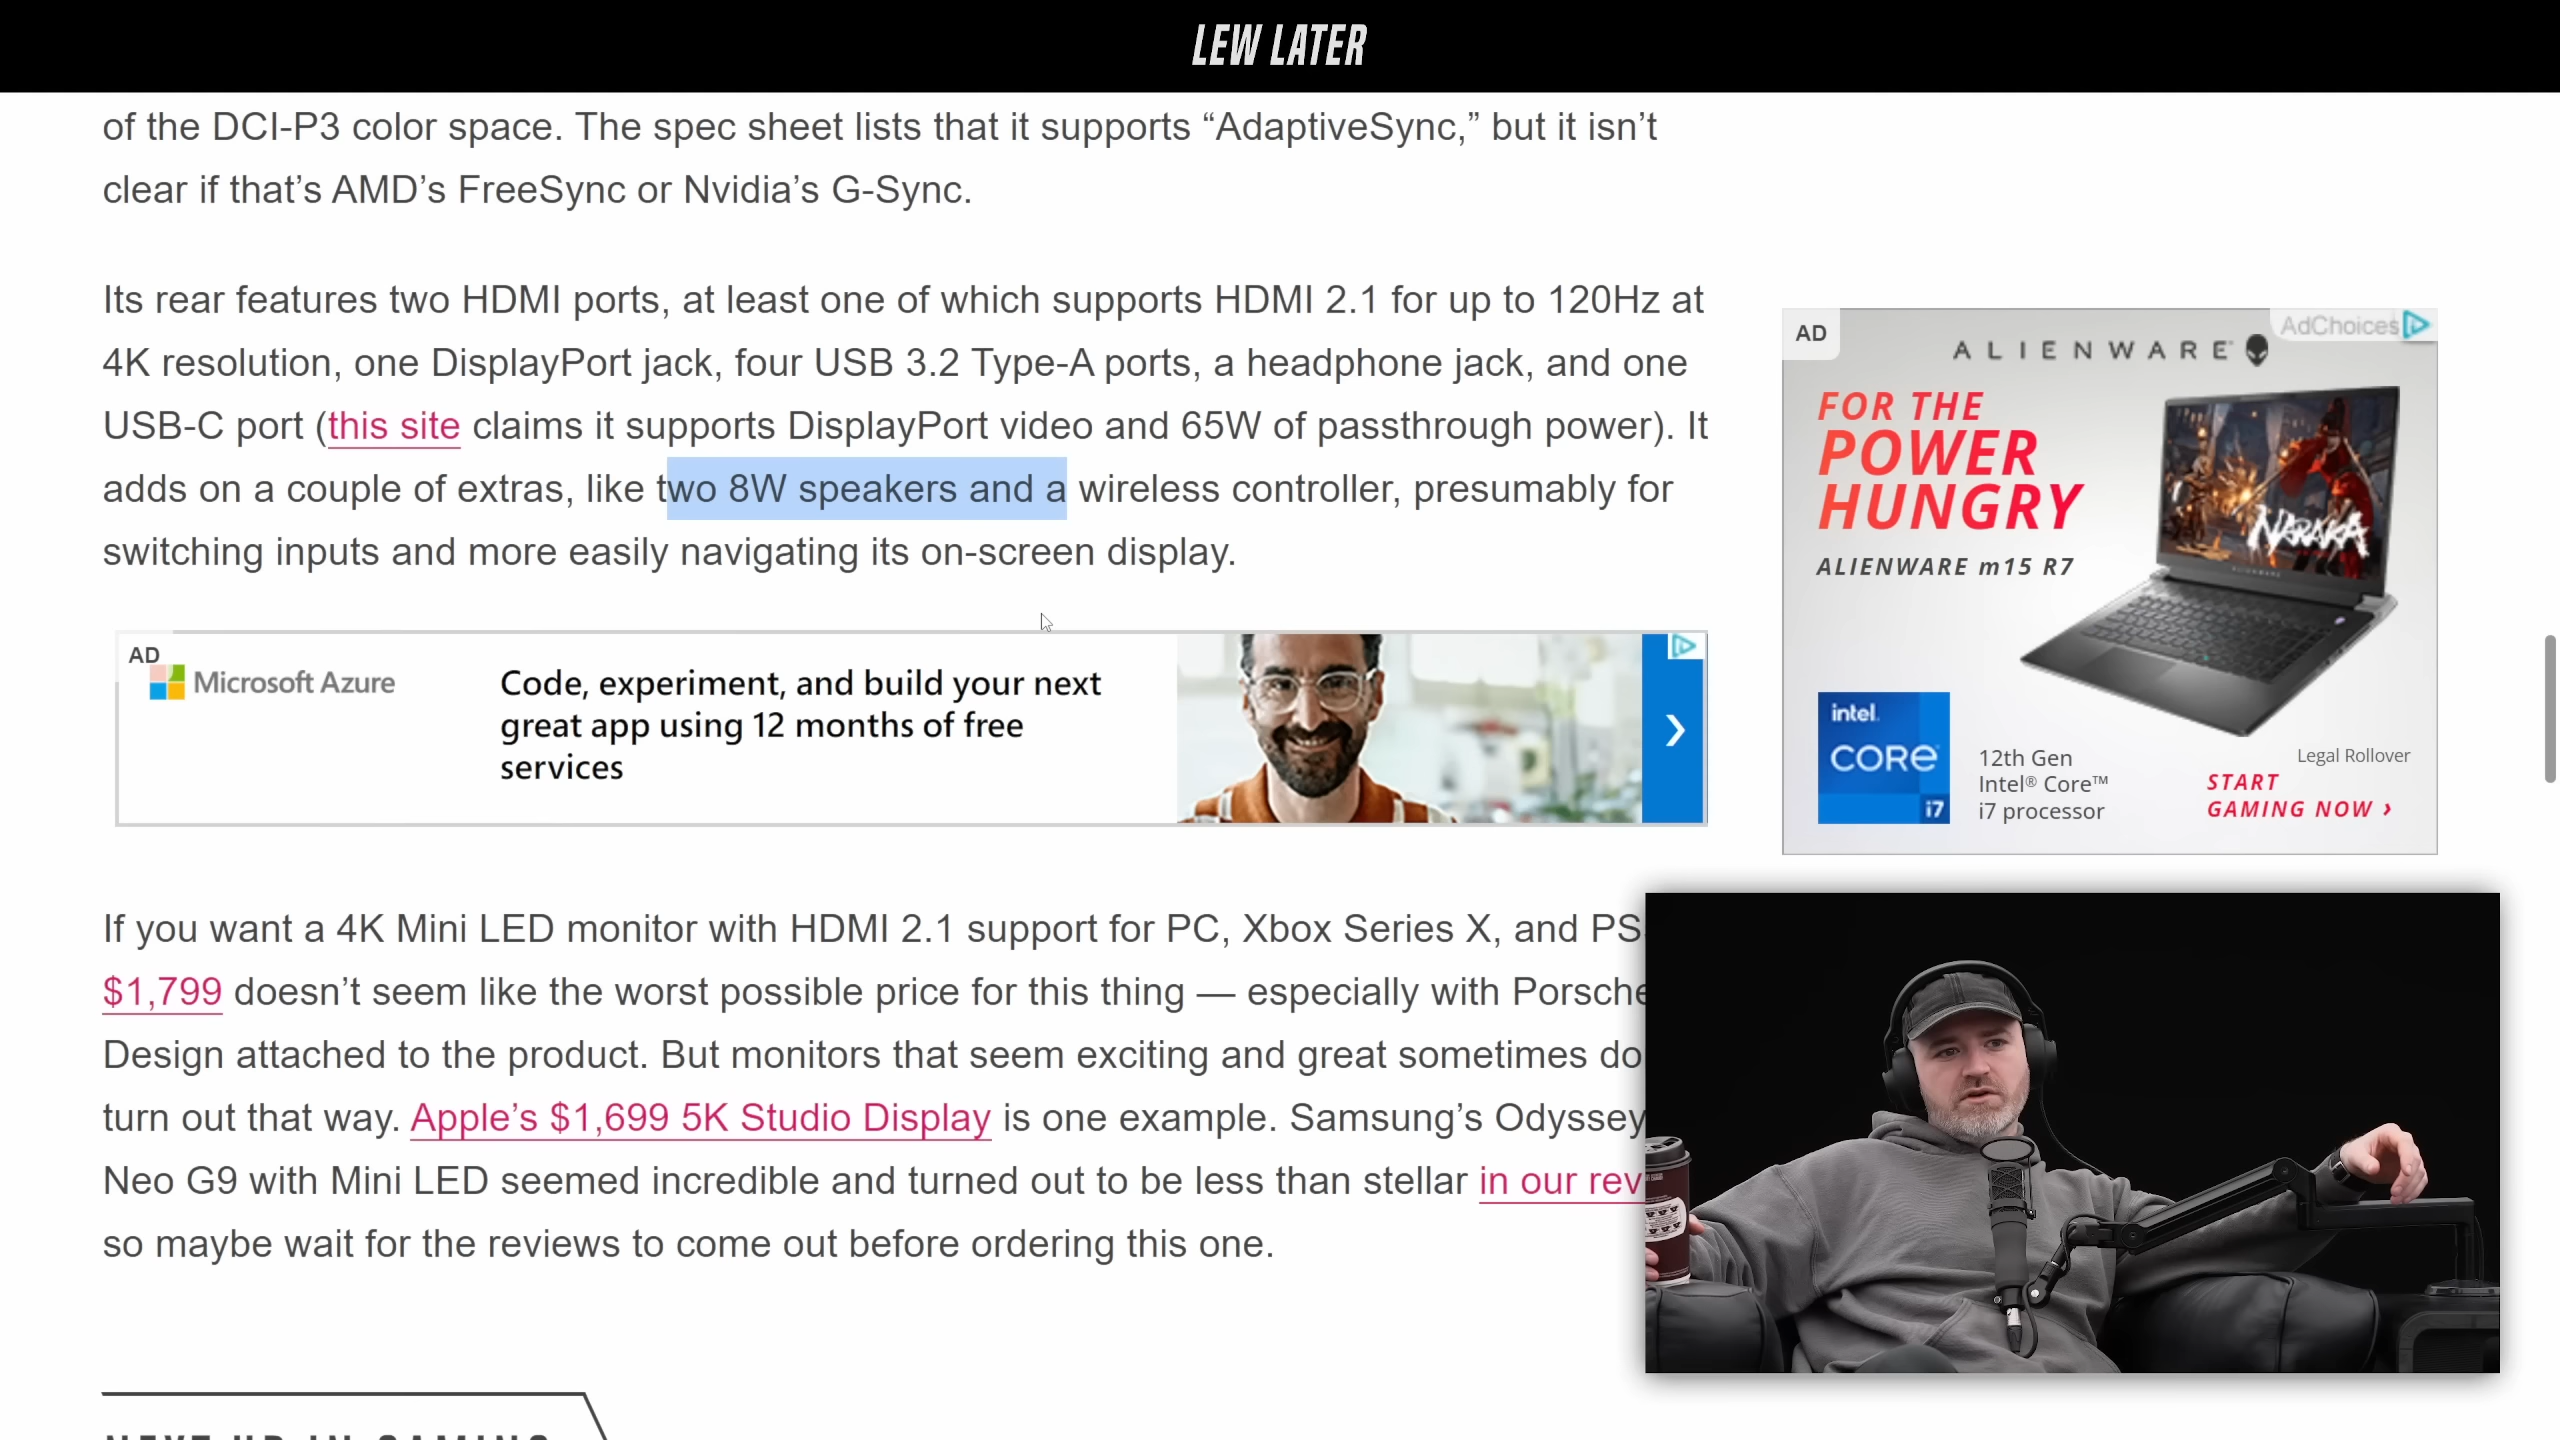 LEW LATER
of the DCI-P3 color space. The spec sheet lists that it supports “AdaptiveSync,” but it isn’t
clear if that’s AMD’s FreeSync or Nvidia’s G-Sync.
Its rear features two HDMI ports, at least one of which supports HDMI 2.1 for up to 120Hz at
4K resolution, one DisplayPort jack, four USB 3.2 Type-A ports, a headphone jack, and one
USB-C port (this site claims it supports DisplayPort video and 65W of passthrough power). It
adds on a couple of extras, like two 8W speakers and a wireless controller, presumably for
switching inputs and more easily navigating its on-screen display.
AD
Microsoft Azure
Code, experiment, and build your next
great app using 12 months of free
services
If you want a 4K Mini LED monitor with HDMI 2.1 support for PC, Xbox Series X, and PS
$1,799 doesn’t seem like the worst possible price for this thing — especially with Porsche
Design attached to the product. But monitors that seem exciting and great sometimes do
turn out that way. Apple’s $1,699 5K Studio Display is one example. Samsung’s Odyssey
Neo G9 with Mini LED seemed incredible and turned out to be less than stellar in our rev
so maybe wait for the reviews to come out before ordering this one.
AD
AdChoices
ALIENWARE
FOR THE
POWER
HUNGRY
ALIENWARE m15 R7
NARAKA
intel.
CORE
i7
12th Gen
Intel® Core™
i7 processor
Legal Rollover
START
GAMING NOW ›